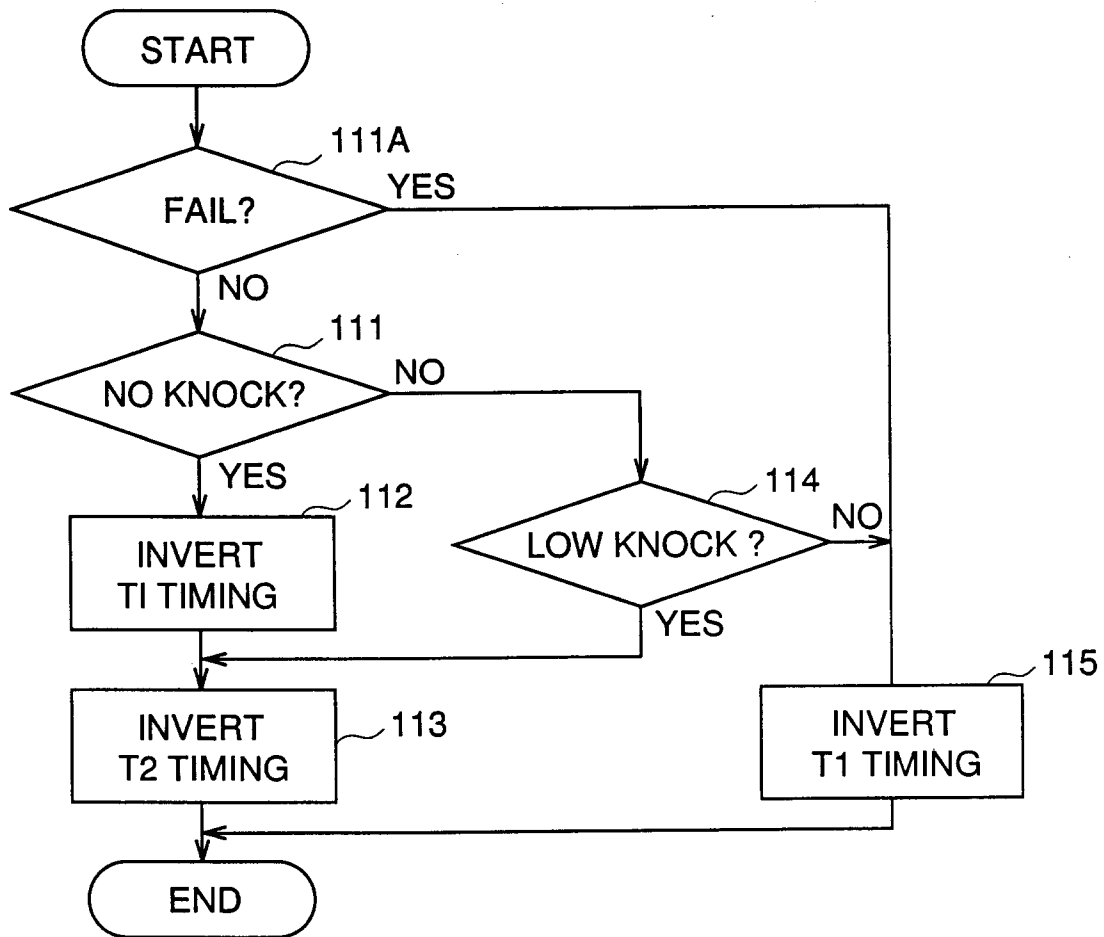 START
111A
FAIL?
YES
NO
111
NO KNOCK?
NO
YES
112
INVERT
TI TIMING
114
LOW KNOCK ?
NO
YES
113
INVERT
T2 TIMING
115
INVERT
T1 TIMING
END